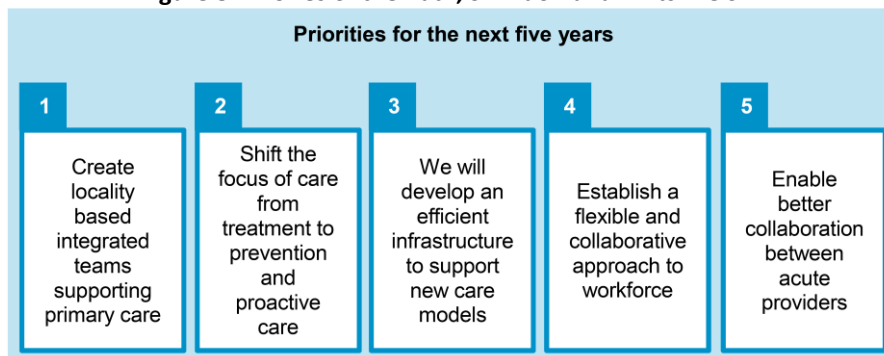 Priorities for the next five years
1
Create
locality
based
integrated
teams
supporting
primary care
2
Shift the
focus of care
from
treatment to
prevention
and
proactive
care
3
We will
develop an
efficient
infrastructure
to support
new care
models
4
Establish a
flexible and
collaborative
approach to
workforce
5
Enable
better
collaboration
between
acute
providers